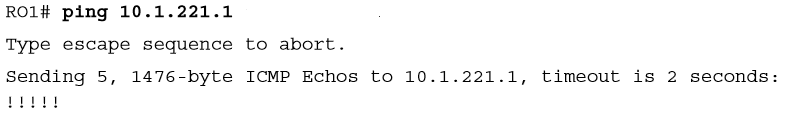 RO1# ping 10.1.221.1
Type escape sequence to abort.
Sending 5, 1476-byte ICMP Echos to 10.1.221.1, timeout is 2 seconds:
!!!!!